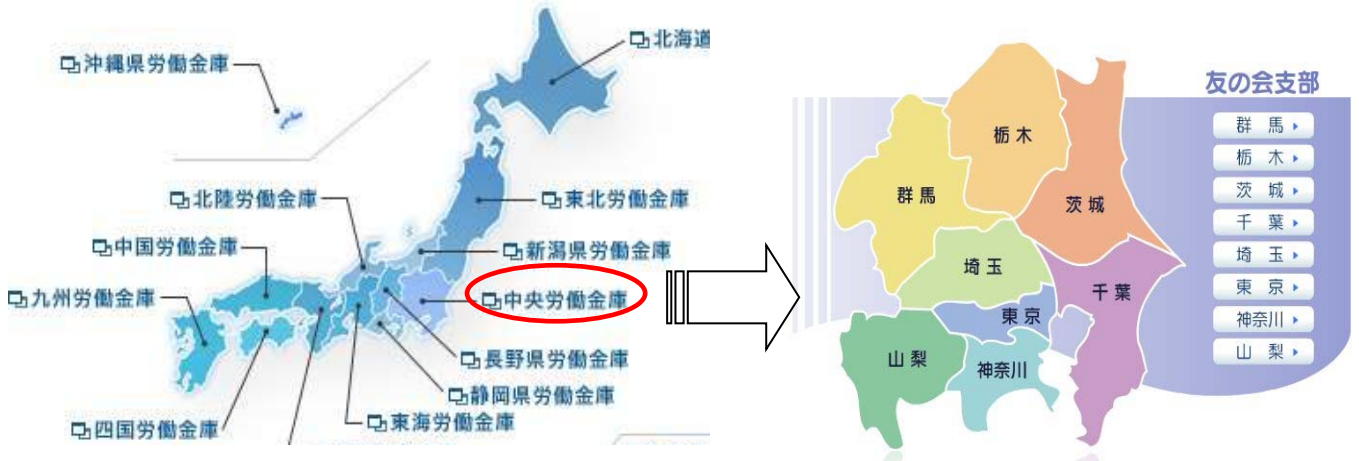 沖縄県労働金庫
北海道
北陸労働金庫
東北労働金庫
中国労働金庫
新潟県労働金庫
九州労働金庫
中央労働金庫
長野県労働金庫
静岡県労働金庫
東海労働金庫
四国労働金庫
栃木
群馬
茨城
埼玉
千葉
東京
山梨
神奈川
友の会支部
群 馬
栃 木
茨 城
千 葉
埼 玉
東 京
神奈川
山 梨